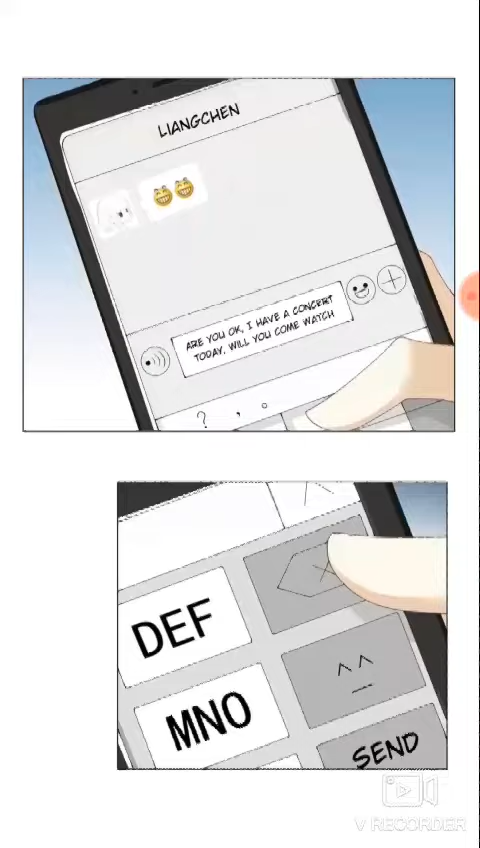 LIANGCHEN
ARE YOU OK, I HAVE A CONCERT
TODAY. WILL YOU COME WATCH
? , 。
DEF
MNO
^^
SEND
V RECORDER